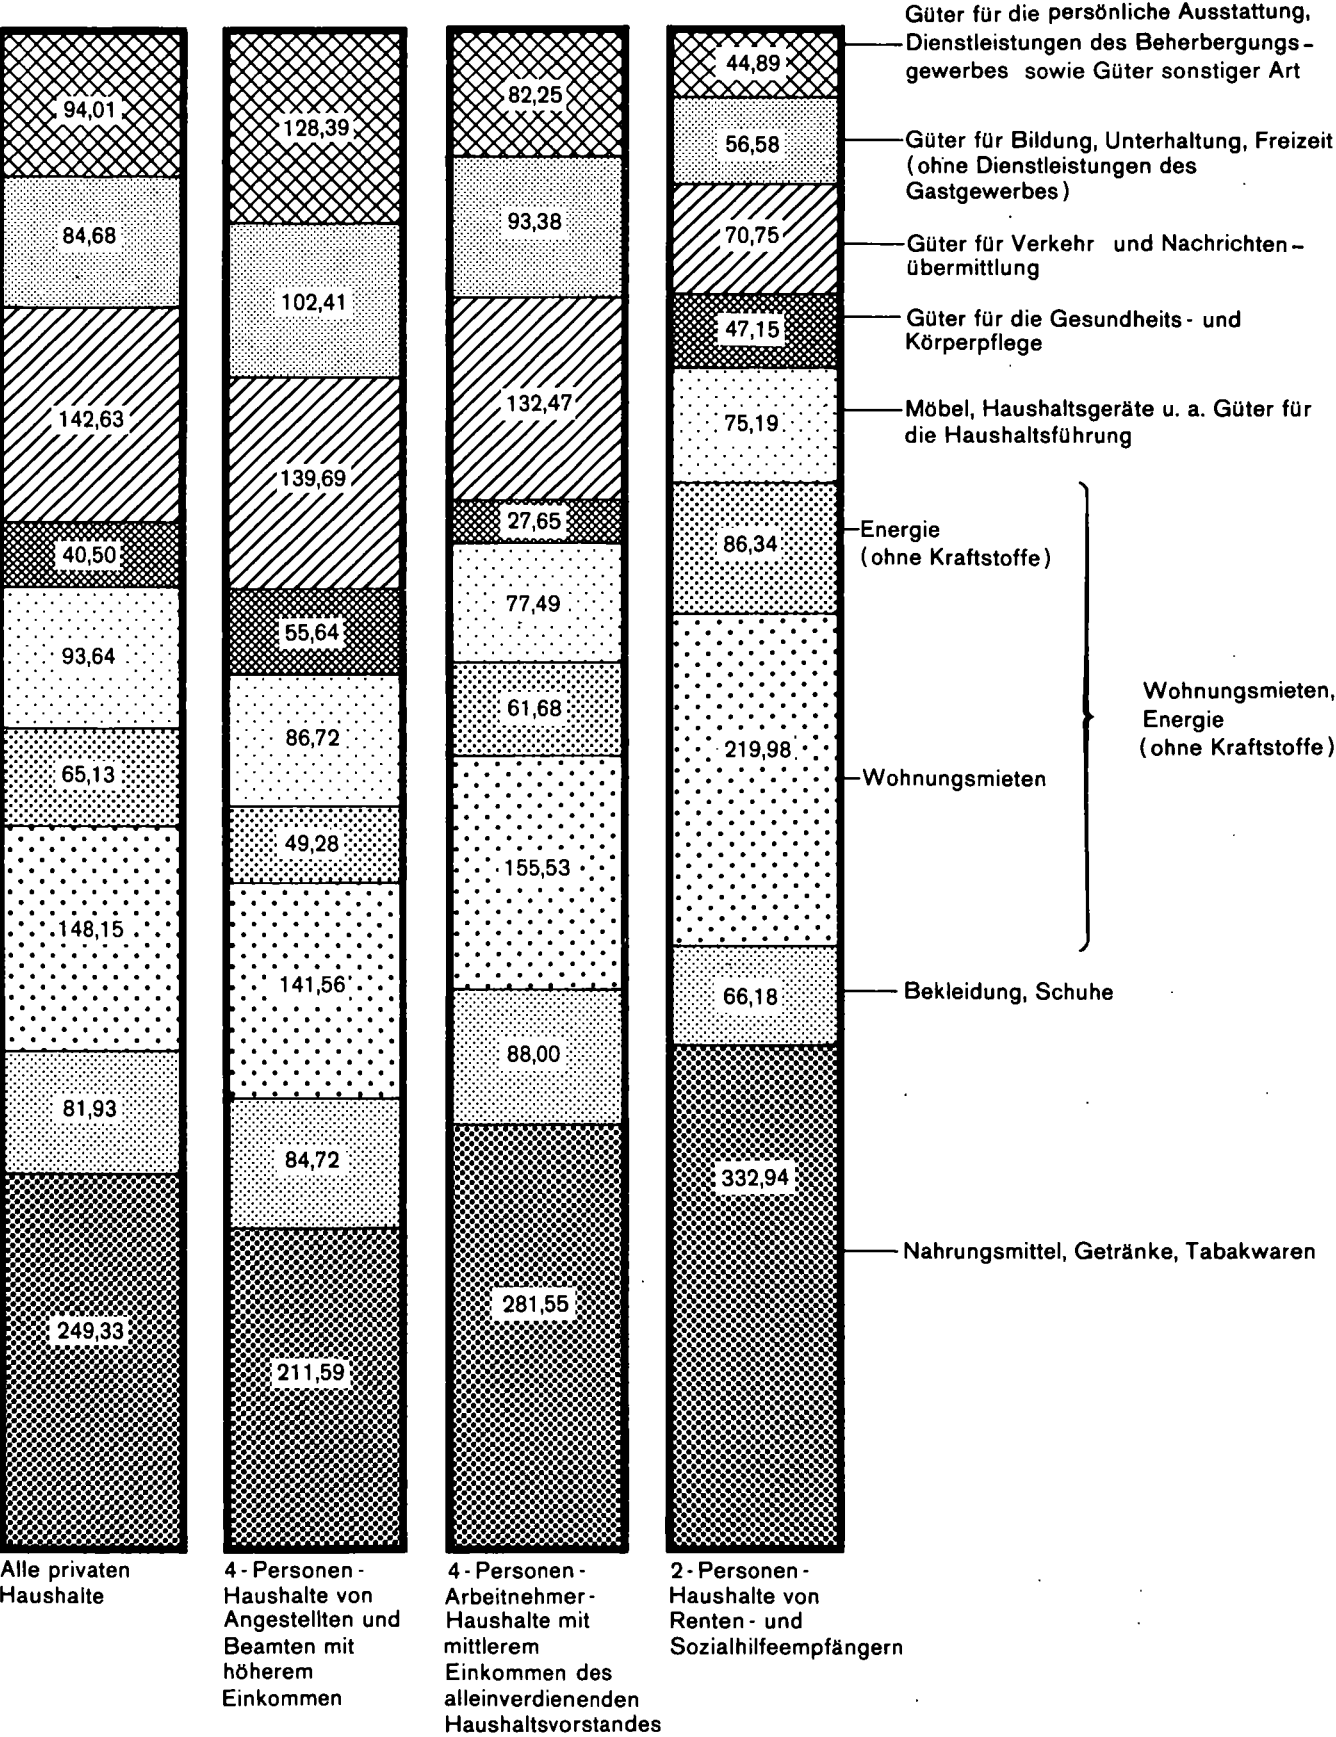 94,01
84,68
142,63
40,50
93,64
65,13
148,15
81,93
249,33
Alle privaten
Haushalte
128,39
102,41
139,69
55,64
86,72
49,28
141,56
84,72
211,59
4-Personen-
Haushalte von
Angestellten und
Beamten mit
höherem
Einkommen
82,25
93,38
132,47
27,65
77,49
61,68
155,53
88,00
281,55
4-Personen-
Arbeitnehmer-
Haushalte mit
mittlerem
Einkommen des
alleinverdienenden
Haushaltsvorstandes
44,89
56,58
70,75
47,15
75,19
86,34
219,98
66,18
332,94
2-Personen-
Haushalte von
Renten- und
Sozialhilfeempfängern
Güter für die persönliche Ausstattung,
Dienstleistungen des Beherbergungs-
gewerbes sowie Güter sonstiger Art
Güter für Bildung, Unterhaltung, Freizeit
(ohne Dienstleistungen des
Gastgewerbes)
Güter für Verkehr und Nachrichten-
übermittlung
Güter für die Gesundheits- und
Körperpflege
Möbel, Haushaltsgeräte u. a. Güter für
die Haushaltsführung
Energie
(ohne Kraftstoffe)
Wohnungsmieten
Wohnungsmieten,
Energie
(ohne Kraftstoffe)
Bekleidung, Schuhe
Nahrungsmittel, Getränke, Tabakwaren